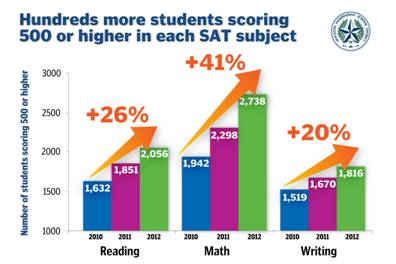 Hundreds more students scoring
500 or higher in each SAT subject
Number of students scoring 500 or higher
3000
2500
2000
1500
1000
+26%
+41%
+20%
1,632
1,851
2,056
1,942
2,298
2,738
1,519
1,670
1,816
2010 2011 2012
2010 2011 2012
2010 2011 2012
Reading
Math
Writing